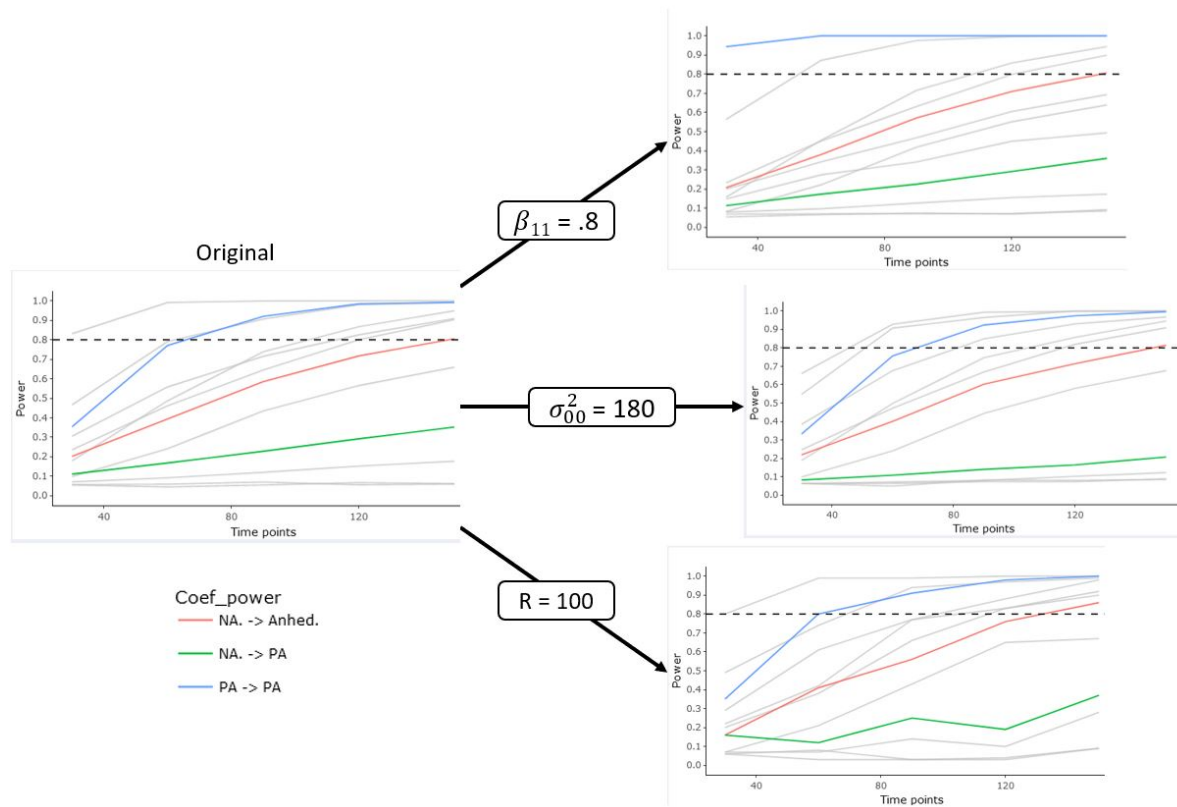 Original
1.0
0.9
0.8
0.7
0.6
0.5
0.4
0.3
0.2
0.1
0.0
Power
40 80 120
Time points
Coef_power
NA. -> Anhed.
NA. -> PA
PA -> PA
β₁₁ = .8
σ²₀₀ = 180
R = 100
1.0
0.9
0.8
0.7
0.6
0.5
0.4
0.3
0.2
0.1
0.0
Power
40 80 120
Time points
1.0
0.9
0.8
0.7
0.6
0.5
0.4
0.3
0.2
0.1
0.0
Power
40 80 120
Time points
1.0
0.9
0.8
0.7
0.6
0.5
0.4
0.3
0.2
0.1
0.0
Power
40 80 120
Time points